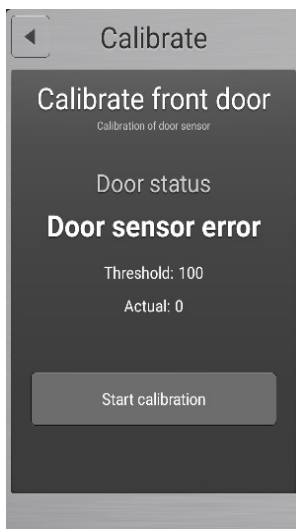 Calibrate
Calibrate front door
Calibration of door sensor
Door status
Door sensor error
Threshold: 100
Actual: 0
Start calibration